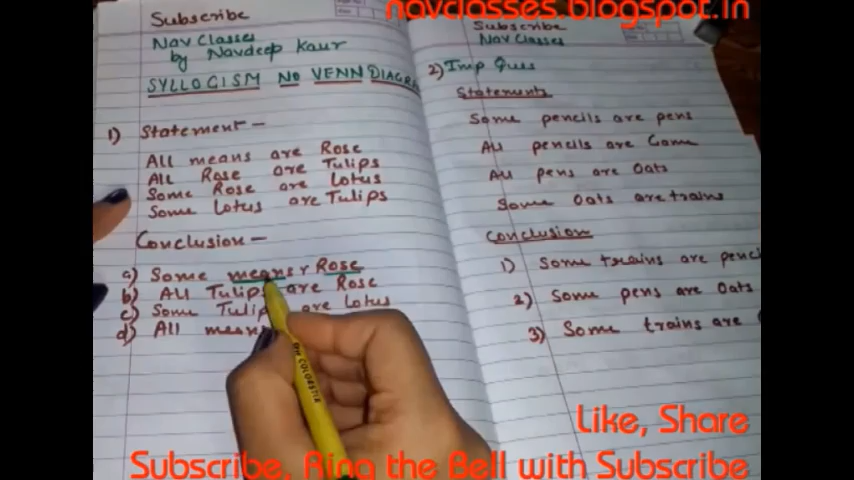 navclasses.blogspot.in
Subscribe
Nav Classes
by Navdeep Kaur
SYLLOGISM No VENN DIAGRA
1) Statement -
All means are Rose
All Rose are Tulips
Some Rose are Lotus
Some Lotus are Tulips
Conclusion -
a) Some means r Rose
b) All Tulips are Rose
c) Some Tulip are Lotus
d) All mean
Subscribe
Nav Classes
2) Imp Ques
Statements
Some pencils are pens
All pencils are Game
All pens are Oats
Some Oats are trains
Conclusion
1) Some trains are penc
2) Some pens are Oats
3) Some trains are
Like, Share
Subscribe, Ring the Bell with Subscribe